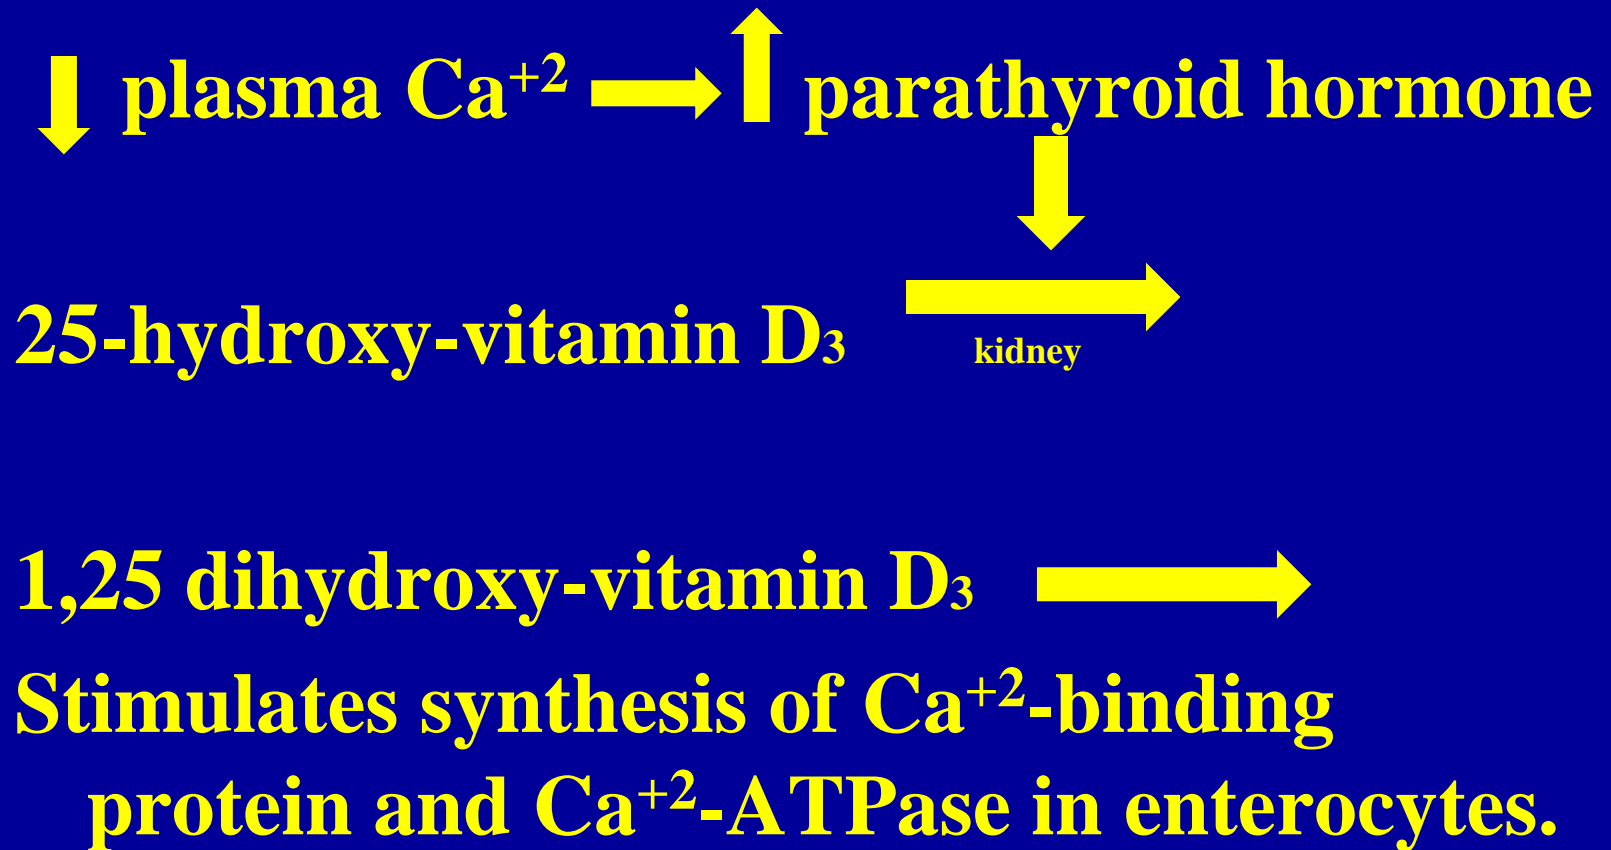 plasma Ca⁺² parathyroid hormone
25-hydroxy-vitamin D₃
kidney
1,25 dihydroxy-vitamin D₃
Stimulates synthesis of Ca⁺²-binding
protein and Ca⁺²-ATPase in enterocytes.